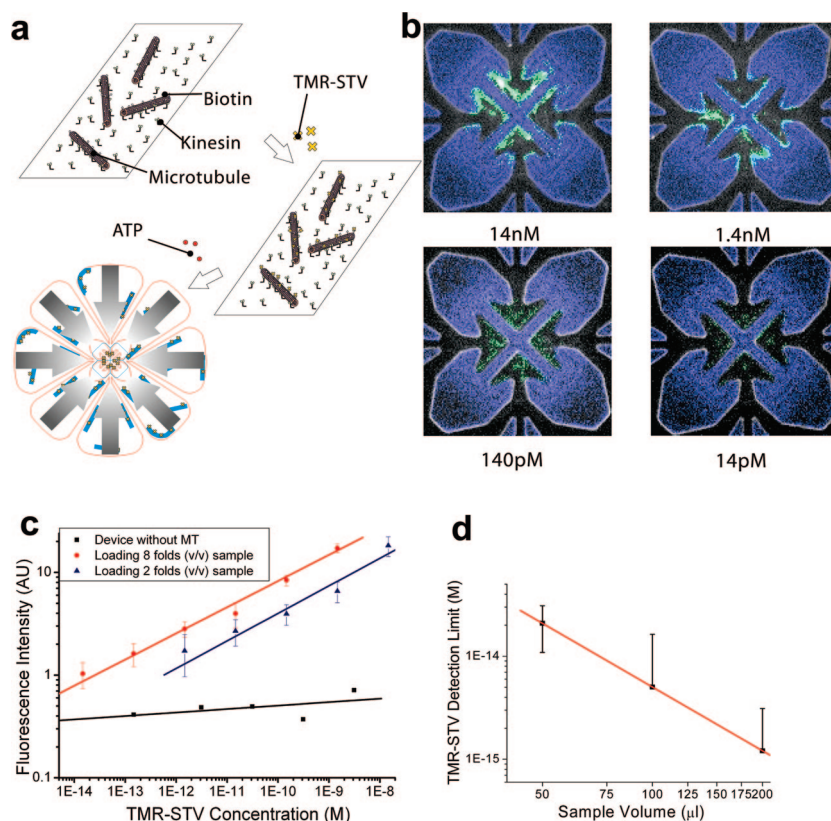 a
Biotin
Kinesin
Microtubule
TMR-STV
ATP
b
14nM
1.4nM
140pM
14pM
c
Device without MT
Loading 8 folds (v/v) sample
Loading 2 folds (v/v) sample
Fluorescence Intensity (AU)
10
1
0.1
1E-14 1E-13 1E-12 1E-11 1E-10 1E-9 1E-8
TMR-STV Concentration (M)
d
TMR-STV Detection Limit (M)
1E-14
1E-15
50 75 100 125 150 175 200
Sample Volume (μl)